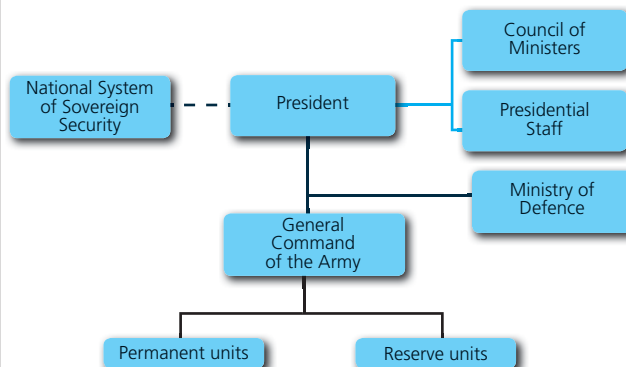 Council of
Ministers
National System
of Sovereign
Security
President
Presidential
Staff
Ministry of
Defence
General
Command
of the Army
Permanent units
Reserve units